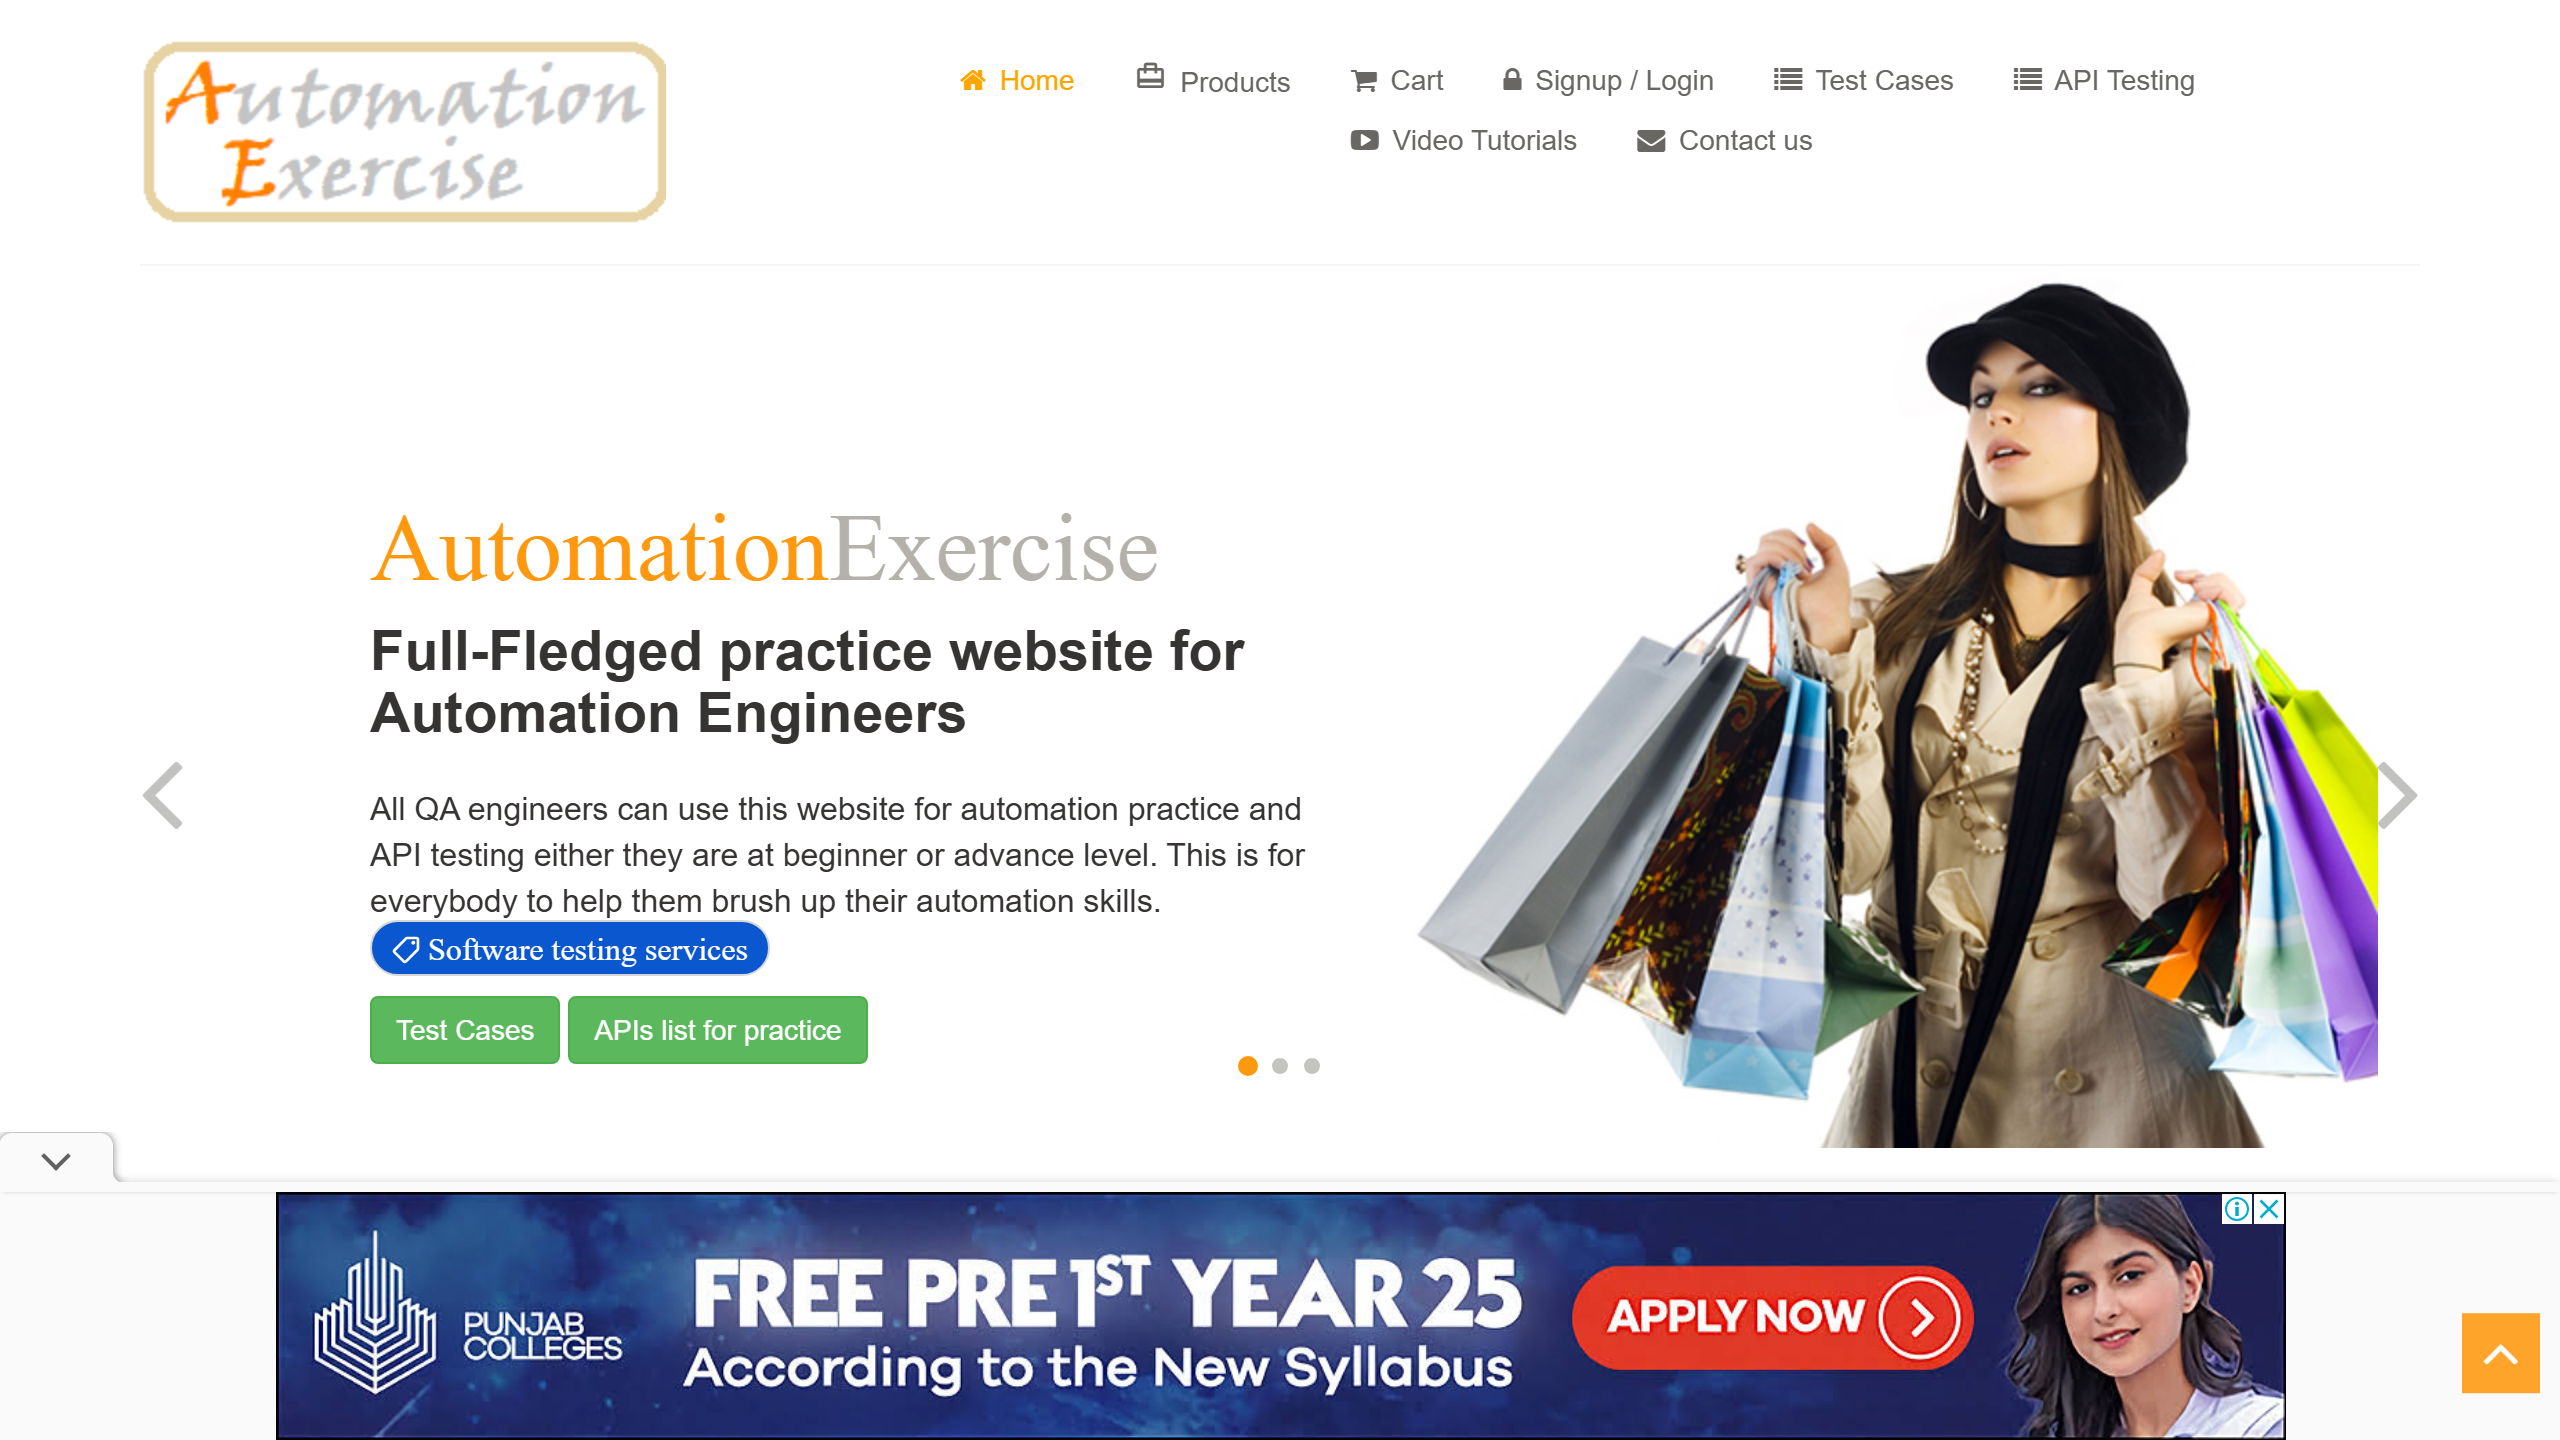 Automation
Exercise
Home Products Cart Signup / Login Test Cases API Testing
Video Tutorials Contact us
AutomationExercise
Full-Fledged practice website for
Automation Engineers
All QA engineers can use this website for automation practice and
API testing either they are at beginner or advance level. This is for
everybody to help them brush up their automation skills.
Software testing services
Test Cases APIs list for practice
PUNJAB
COLLEGES
FREE PRE 1ST YEAR 25
According to the New Syllabus
APPLY NOW